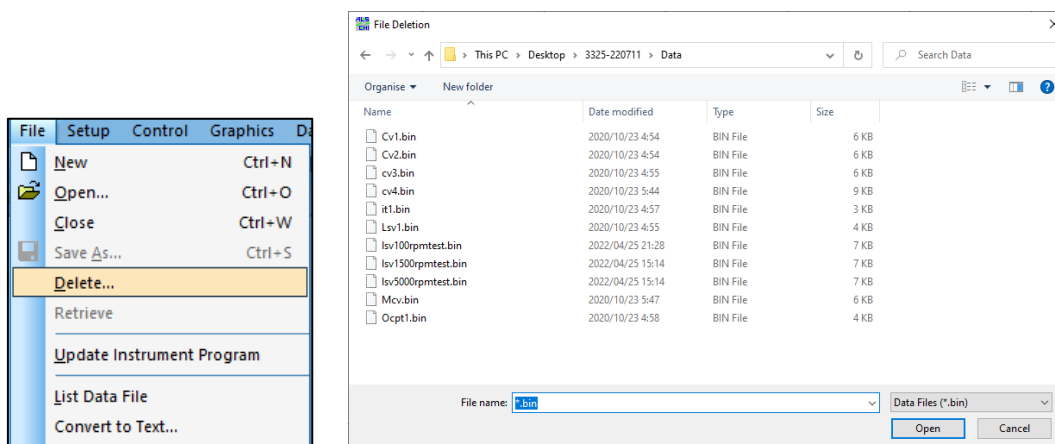 File Setup Control Graphics Da
New Ctrl+N
Open... Ctrl+O
Close Ctrl+W
Save As... Ctrl+S
Delete...
Retrieve
Update Instrument Program
List Data File
Convert to Text...
ALS CHI File Deletion
This PC > Desktop > 3325-220711 > Data Search Data
Organise New folder
Name Date modified Type Size
Cv1.bin 2020/10/23 4:54 BIN File 6 KB
Cv2.bin 2020/10/23 4:54 BIN File 6 KB
cv3.bin 2020/10/23 4:55 BIN File 6 KB
cv4.bin 2020/10/23 5:44 BIN File 9 KB
it1.bin 2020/10/23 4:57 BIN File 3 KB
Lsv1.bin 2020/10/23 4:55 BIN File 4 KB
lsv100rpmtest.bin 2022/04/25 21:28 BIN File 7 KB
lsv1500rpmtest.bin 2022/04/25 15:14 BIN File 7 KB
lsv5000rpmtest.bin 2022/04/25 15:14 BIN File 7 KB
Mcv.bin 2020/10/23 5:47 BIN File 6 KB
Ocpt1.bin 2020/10/23 4:58 BIN File 4 KB
File name: *.bin Data Files (*.bin)
Open Cancel